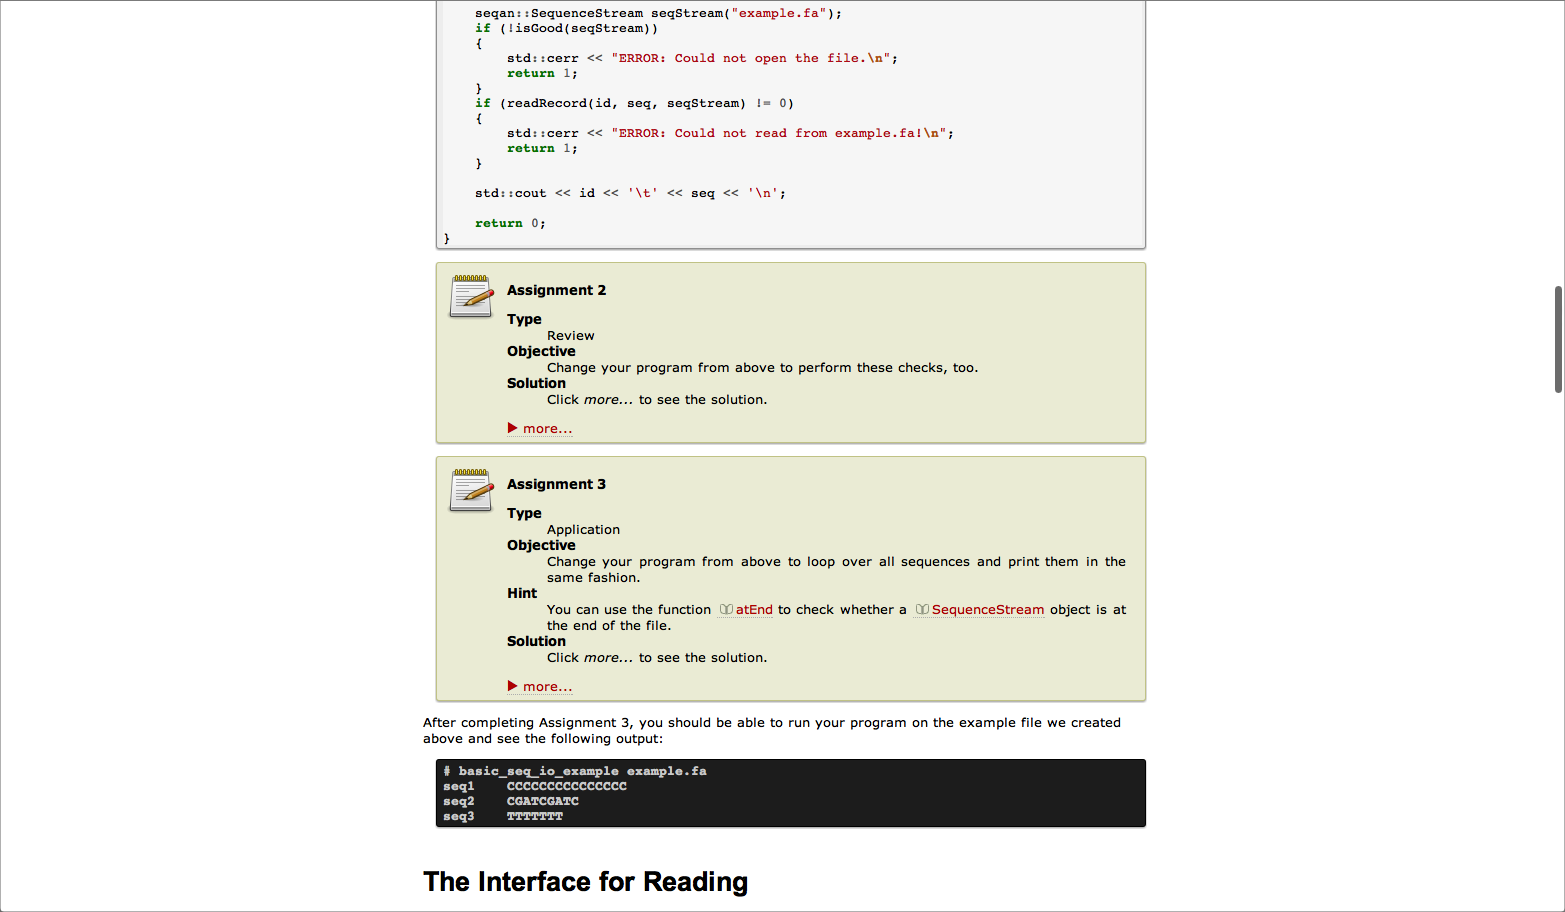 seqan::SequenceStream seqStream("example.fa");
if (!isGood(seqStream))
{
std::cerr << "ERROR: Could not open the file.\n";
return 1;
}
if (readRecord(id, seq, seqStream) != 0)
{
std::cerr << "ERROR: Could not read from example.fa!\n";
return 1;
}
std::cout << id << '\t' << seq << '\n';
return 0;
}
Assignment 2
Type
Review
Objective
Change your program from above to perform these checks, too.
Solution
Click more... to see the solution.
more...
Assignment 3
Type
Application
Objective
Change your program from above to loop over all sequences and print them in the
same fashion.
Hint
You can use the function atEnd to check whether a SequenceStream object is at
the end of the file.
Solution
Click more... to see the solution.
more...
After completing Assignment 3, you should be able to run your program on the example file we created
above and see the following output:
# basic_seq_io_example example.fa
seq1 CCCCCCCCCCCCCCC
seq2 CGATCGATC
seq3 TTTTTTT
The Interface for Reading